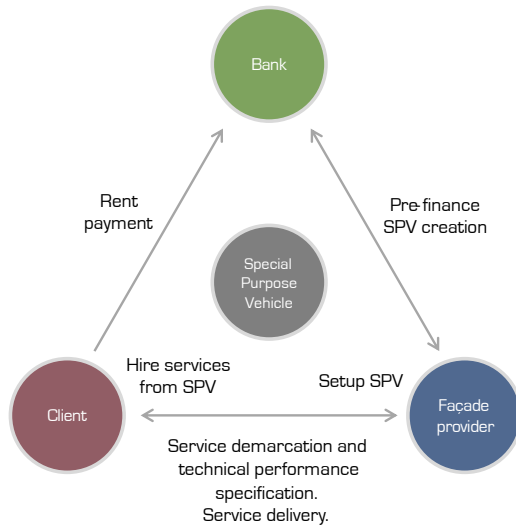 Bank
Rent
payment
Pre-finance
SPV creation
Special
Purpose
Vehicle
Hire services
from SPV
Setup SPV
Client
Façade
provider
Service demarcation and
technical performance
specification.
Service delivery.